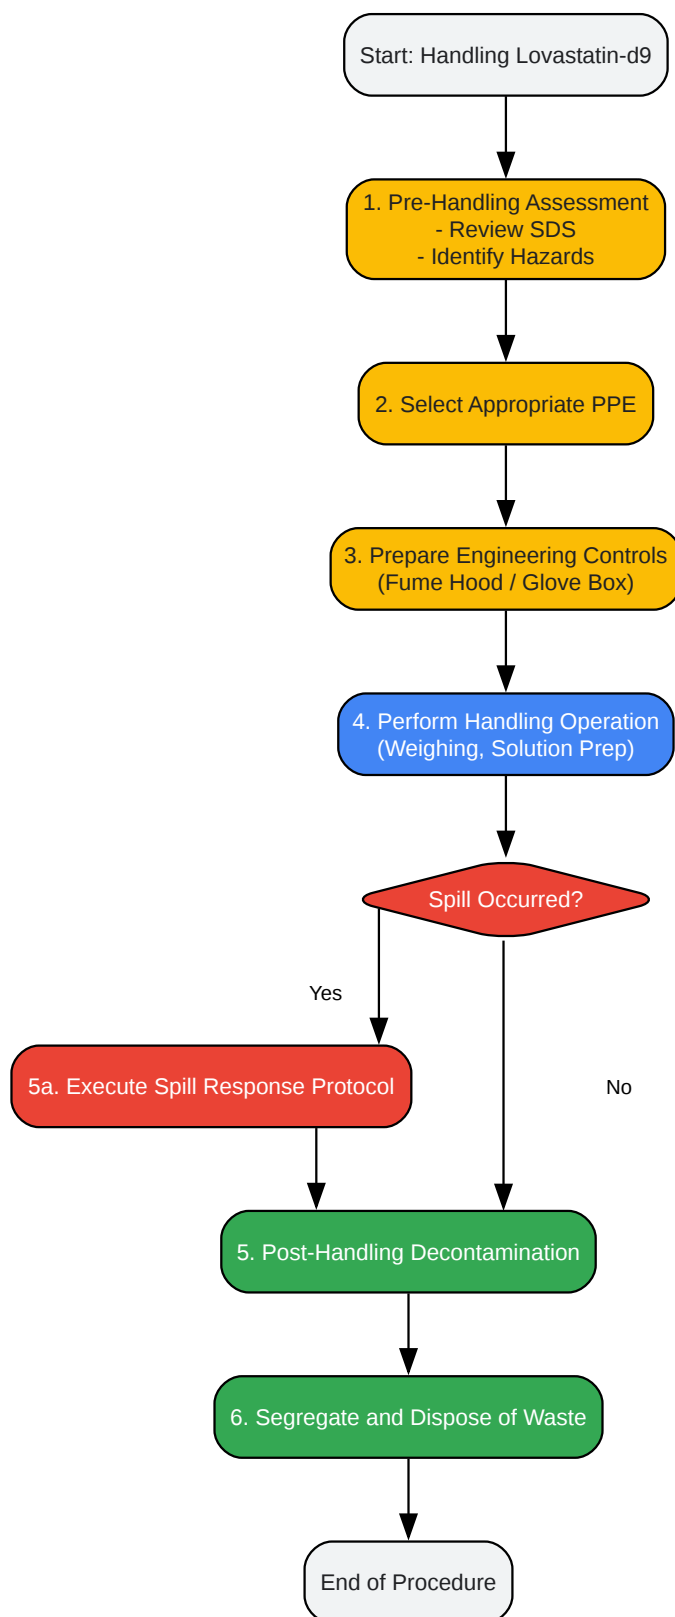 Start: Handling Lovastatin-d9
1. Pre-Handling Assessment
- Review SDS
- Identify Hazards
2. Select Appropriate PPE
3. Prepare Engineering Controls
(Fume Hood / Glove Box)
4. Perform Handling Operation
(Weighing, Solution Prep)
Spill Occurred?
Yes
5a. Execute Spill Response Protocol
No
5. Post-Handling Decontamination
6. Segregate and Dispose of Waste
End of Procedure